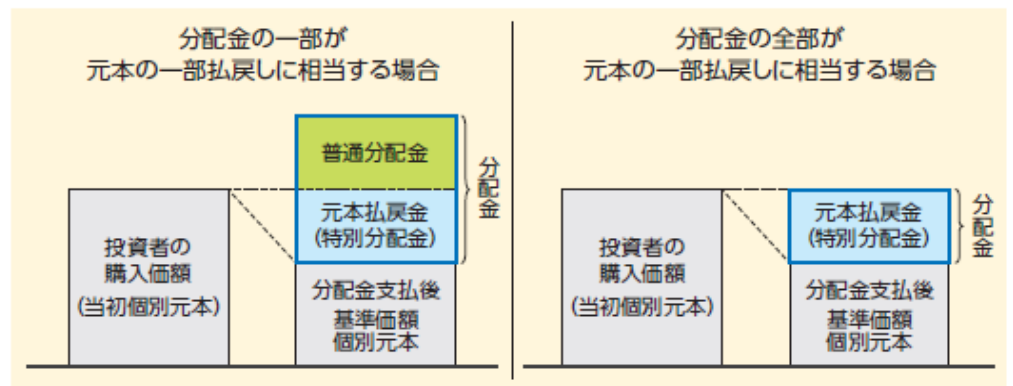 分配金の一部が
元本の一部払戻しに相当する場合
普通分配金
元本払戻金
(特別分配金)
分配金
投資者の
購入価額
(当初個別元本)
分配金支払後
基準価額
個別元本
分配金の全部が
元本の一部払戻しに相当する場合
元本払戻金
(特別分配金)
分配金
投資者の
購入価額
(当初個別元本)
分配金支払後
基準価額
個別元本